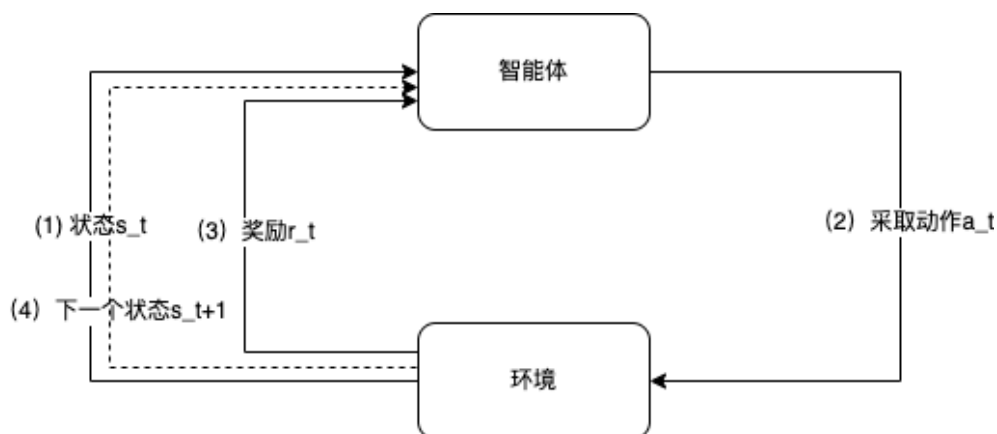 智能体
(1) 状态s_t
（3）奖励r_t
（2）采取动作a_t
（4）下一个状态s_t+1
环境